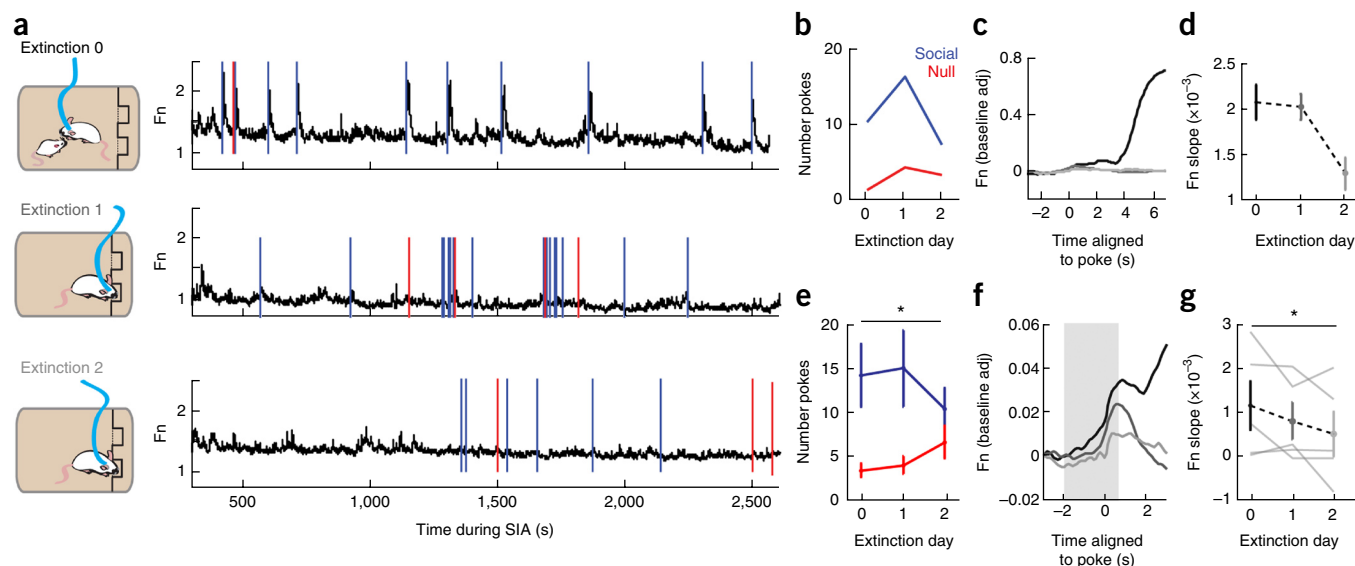 a
Extinction 0
Fn
2
1
Extinction 1
Fn
2
1
Extinction 2
Fn
2
1
500
1,000
1,500
2,000
2,500
Time during SIA (s)
b
20
10
0
Number pokes
Social
Null
0
1
2
Extinction day
c
0.8
0.4
0
Fn (baseline adj)
–2
0
2
4
6
Time aligned
to poke (s)
d
2.5
2
1.5
1
Fn slope (×10–3)
0
1
2
Extinction day
e
*
20
15
10
5
0
Number pokes
0
1
2
Extinction day
f
0.06
0.04
0.02
0
–0.02
Fn (baseline adj)
–2
0
2
Time aligned
to poke (s)
g
*
3
2
1
0
–1
Fn slope (×10–3)
0
1
2
Extinction day